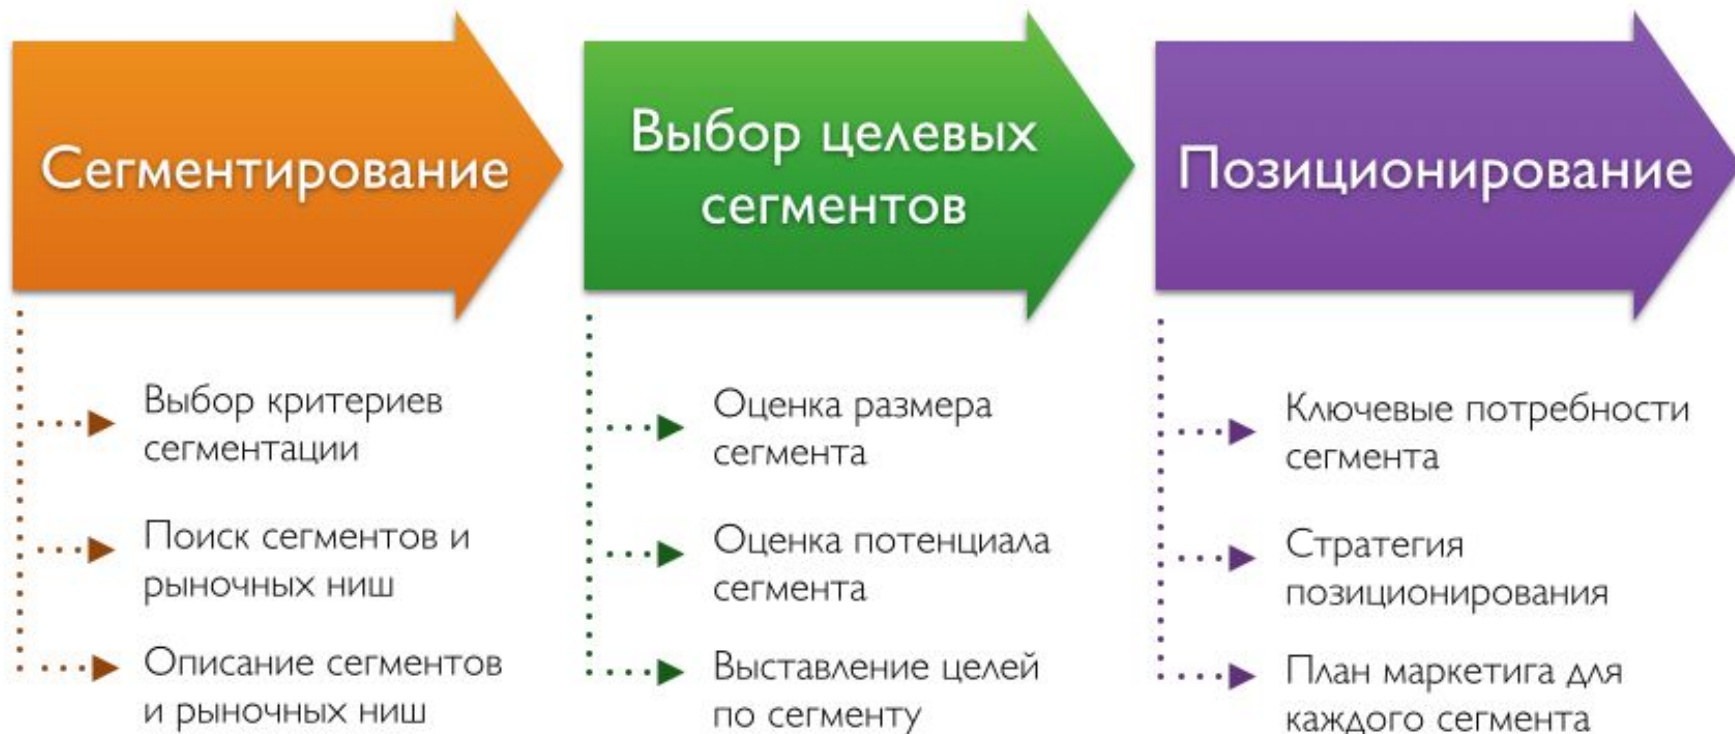 Сегментирование
Выбор критериев
сегментации
Поиск сегментов и
рыночных ниш
Описание сегментов
и рыночных ниш
Выбор целевых
сегментов
Оценка размера
сегмента
Оценка потенциала
сегмента
Выставление целей
по сегменту
Позиционирование
Ключевые потребности
сегмента
Стратегия
позиционирования
План маркетига для
каждого сегмента